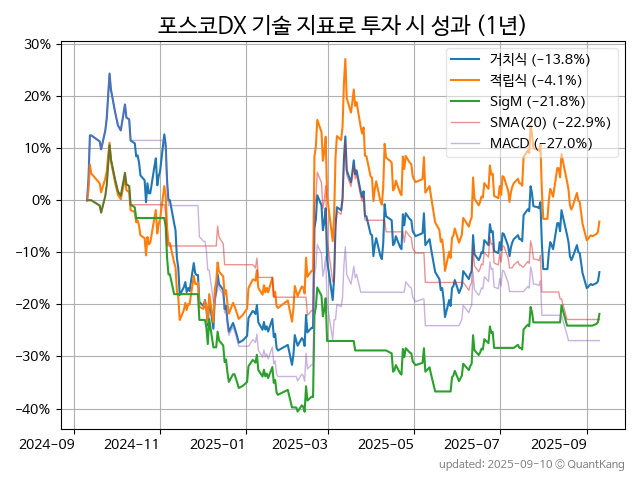 포스코DX 기술 지표로 투자 시 성과 (1년)
30%
20%
10%
0%
−10%
−20%
−30%
−40%
거치식 (−13.8%)
적립식 (−4.1%)
SigM (−21.8%)
SMA(20) (−22.9%)
MACD (−27.0%)
2024-09 2024-11 2025-01 2025-03 2025-05 2025-07 2025-09
updated: 2025-09-10 © QuantKang